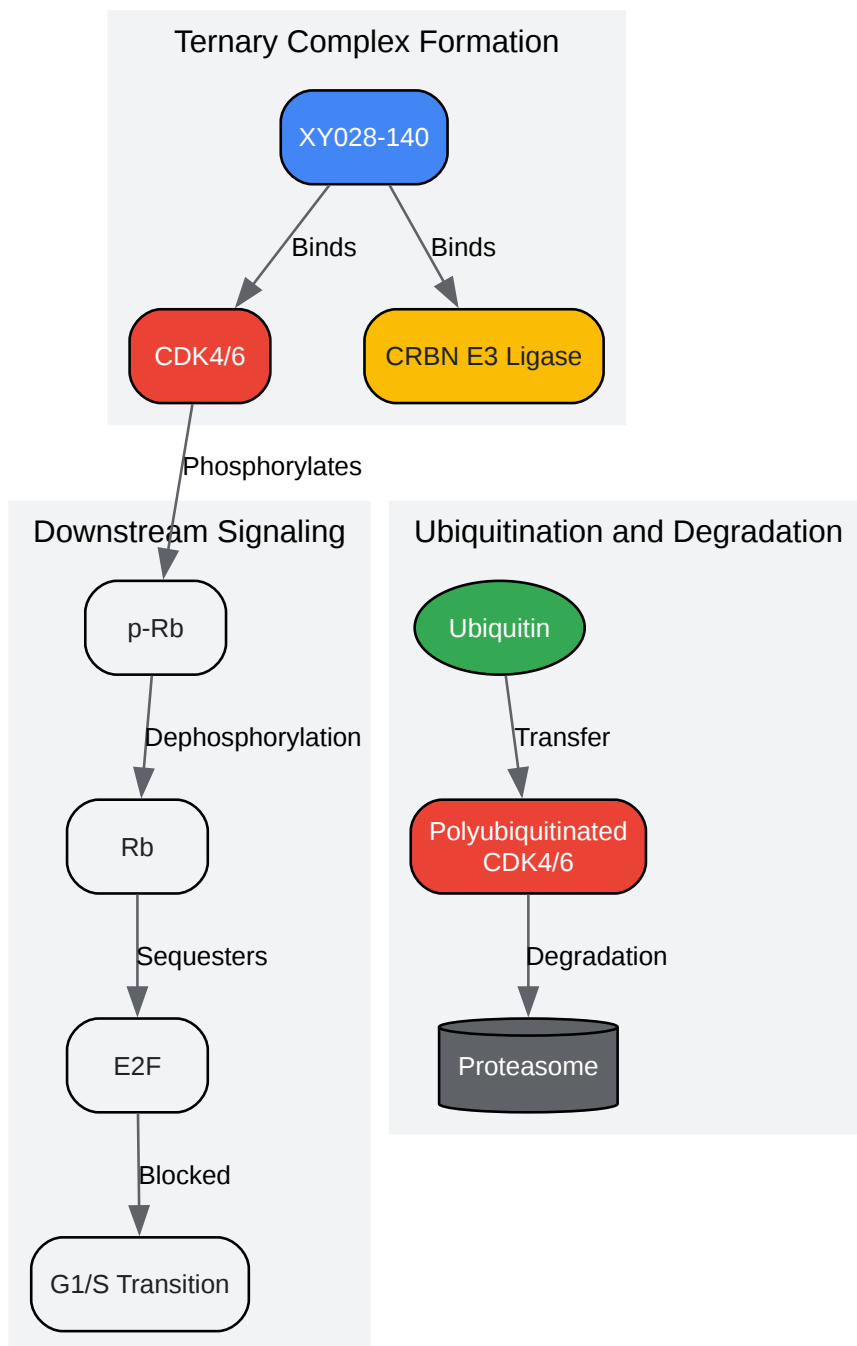 Ternary Complex Formation
XY028-140
Binds
Binds
CDK4/6
CRBN E3 Ligase
Phosphorylates
Downstream Signaling
p-Rb
Dephosphorylation
Rb
Sequesters
E2F
Blocked
G1/S Transition
Ubiquitination and Degradation
Ubiquitin
Transfer
Polyubiquitinated
CDK4/6
Degradation
Proteasome